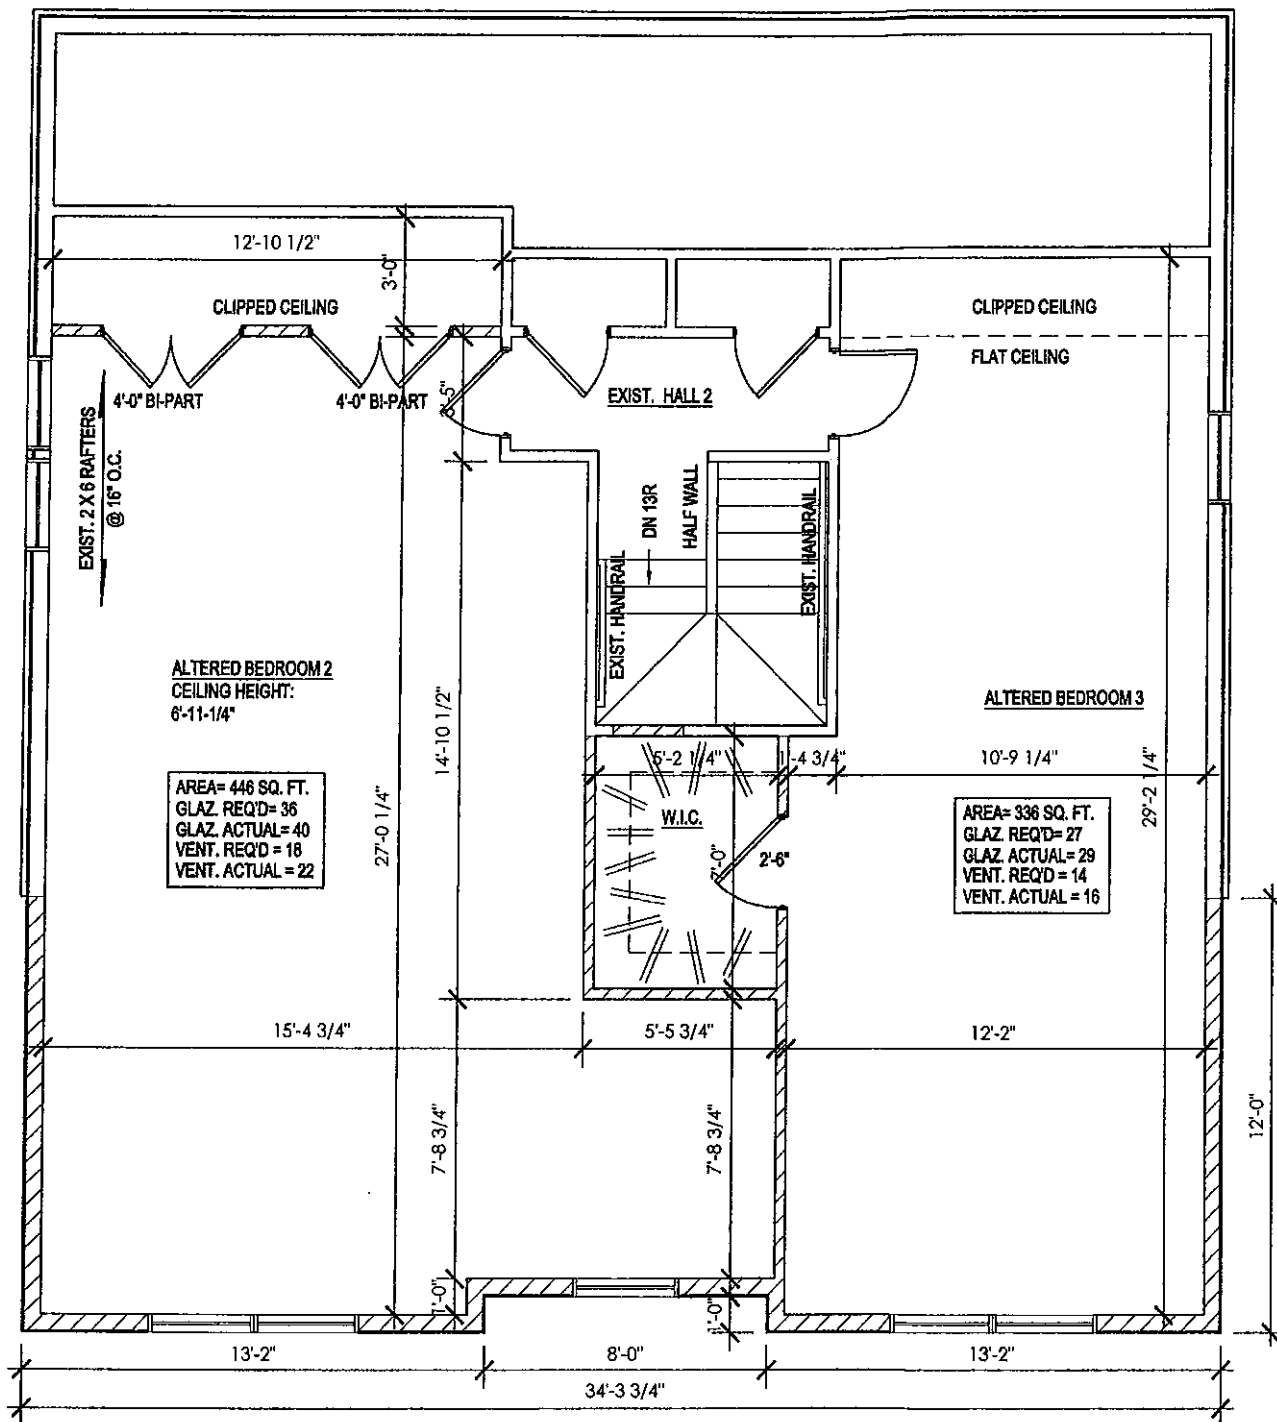 12'-10 1/2"
3'-0"
CLIPPED CEILING
CLIPPED CEILING
FLAT CEILING
4'-0" BI-PART
4'-0" BI-PART
EXIST. HALL 2
EXIST. 2 X 6 RAFTERS
@ 16" O.C.
DN 13R
HALF WALL
EXIST. HANDRAIL
EXIST. HANDRAIL
ALTERED BEDROOM 2
CEILING HEIGHT:
6'-11-1/4"
ALTERED BEDROOM 3
14'-10 1/2"
5'-2 1/4"
10'-9 1/4"
29'-2 1/4"
AREA= 446 SQ. FT.
GLAZ. REQ'D= 36
GLAZ. ACTUAL= 40
VENT. REQ'D = 18
VENT. ACTUAL = 22
27'-0 1/4"
W.I.C.
7'-0"
2'-6"
AREA= 336 SQ. FT.
GLAZ. REQ'D= 27
GLAZ. ACTUAL= 29
VENT. REQ'D = 14
VENT. ACTUAL = 16
15'-4 3/4"
5'-5 3/4"
12'-2"
12'-0"
7'-8 3/4"
7'-8 3/4"
1'-0"
1'-0"
13'-2"
8'-0"
13'-2"
34'-3 3/4"